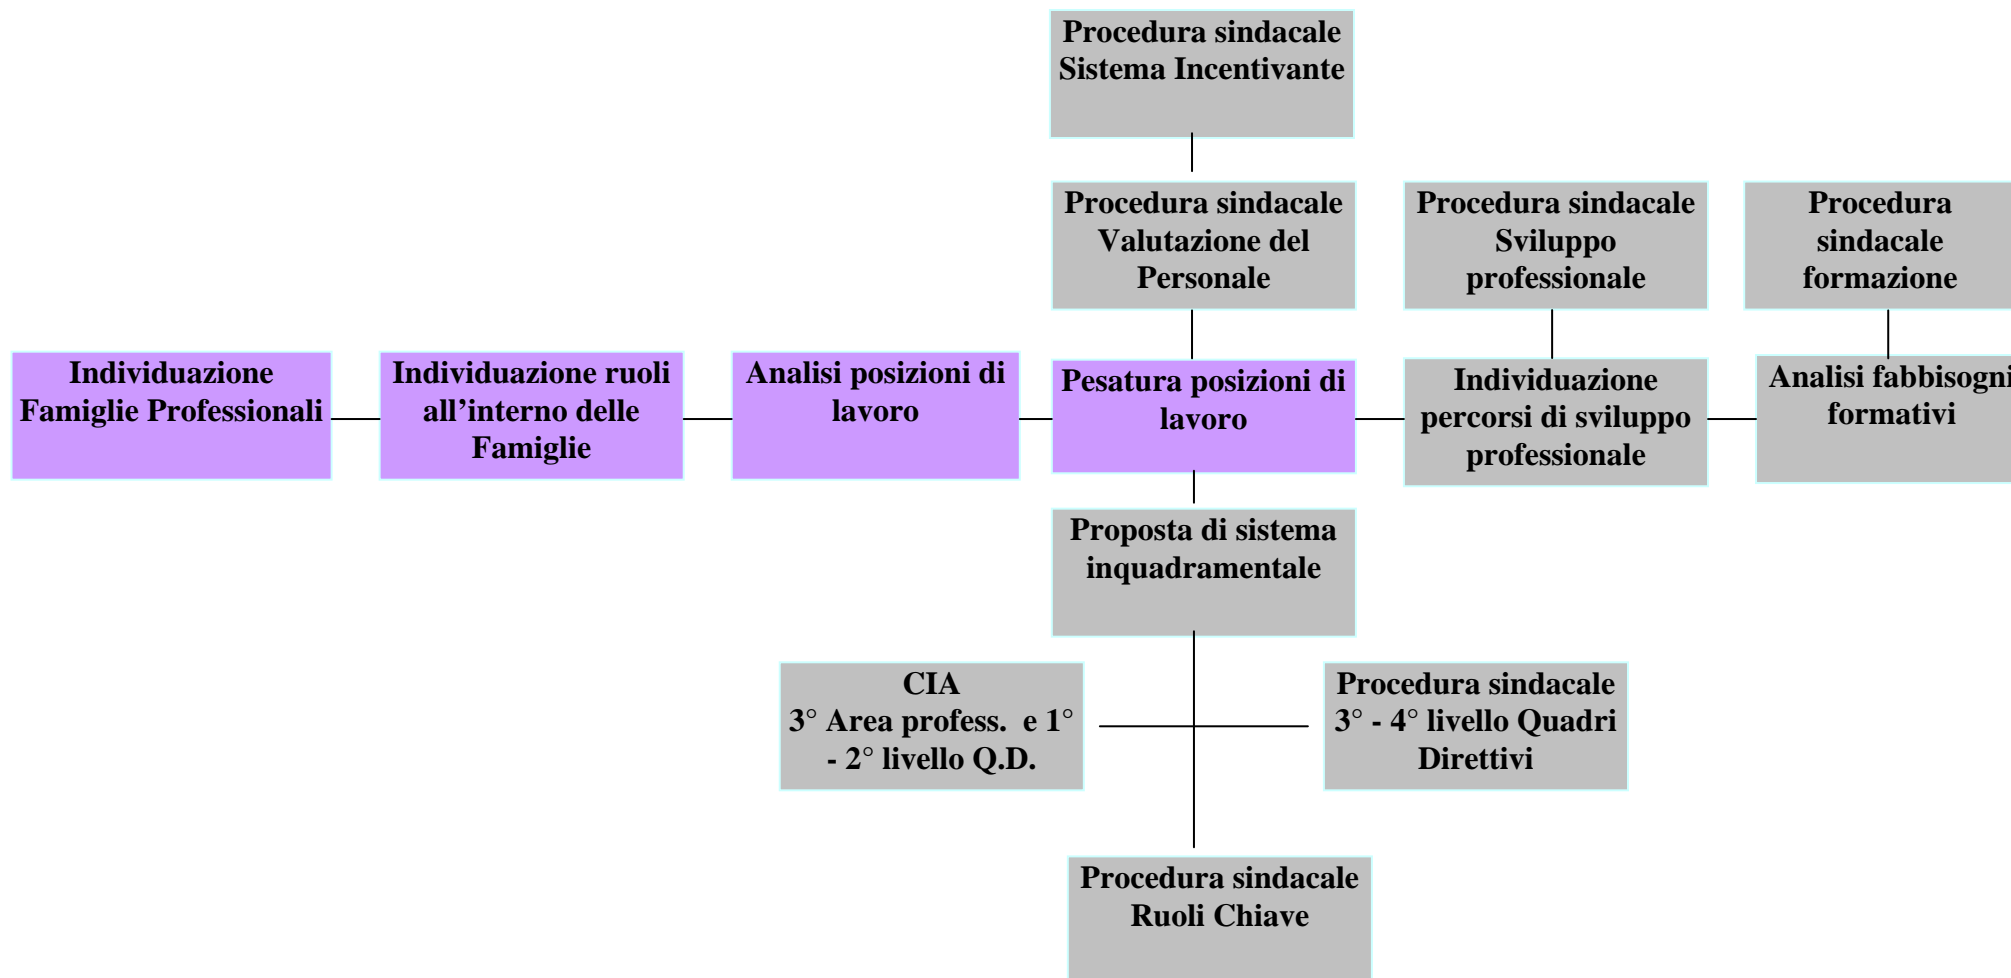 Procedura sindacale
Sistema Incentivante
Procedura sindacale
Valutazione del
Personale
Procedura sindacale
Sviluppo
professionale
Procedura
sindacale
formazione
Individuazione
Famiglie Professionali
Individuazione ruoli
all’interno delle
Famiglie
Analisi posizioni di
lavoro
Pesatura posizioni di
lavoro
Individuazione
percorsi di sviluppo
professionale
Analisi fabbisogni
formativi
Proposta di sistema
inquadramentale
CIA
3° Area profess.  e 1°
- 2° livello Q.D.
Procedura sindacale
3° - 4° livello Quadri
Direttivi
Procedura sindacale
Ruoli Chiave